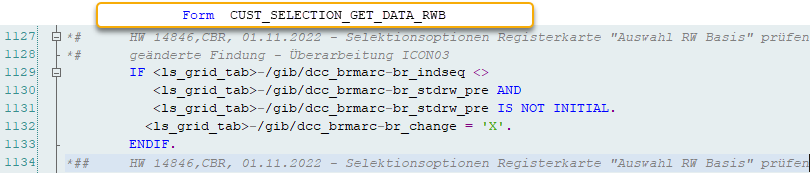 Form CUST_SELECTION_GET_DATA_RWB
1127 *# HW 14846,CBR, 01.11.2022 - Selektionsoptionen Registerkarte "Auswahl RW Basis" prüfen
1128 *# geänderte Findung - Überarbeitung ICON03
1129 IF <ls_grid_tab>-/gib/dcc_brmarc-br_indseq <>
1130 <ls_grid_tab>-/gib/dcc_brmarc-br_stdrw_pre AND
1131 <ls_grid_tab>-/gib/dcc_brmarc-br_stdrw_pre IS NOT INITIAL.
1132 <ls_grid_tab>-/gib/dcc_brmarc-br_change = 'X'.
1133 ENDIF.
1134 *## HW 14846,CBR, 01.11.2022 - Selektionsoptionen Registerkarte "Auswahl RW Basis" prüfen